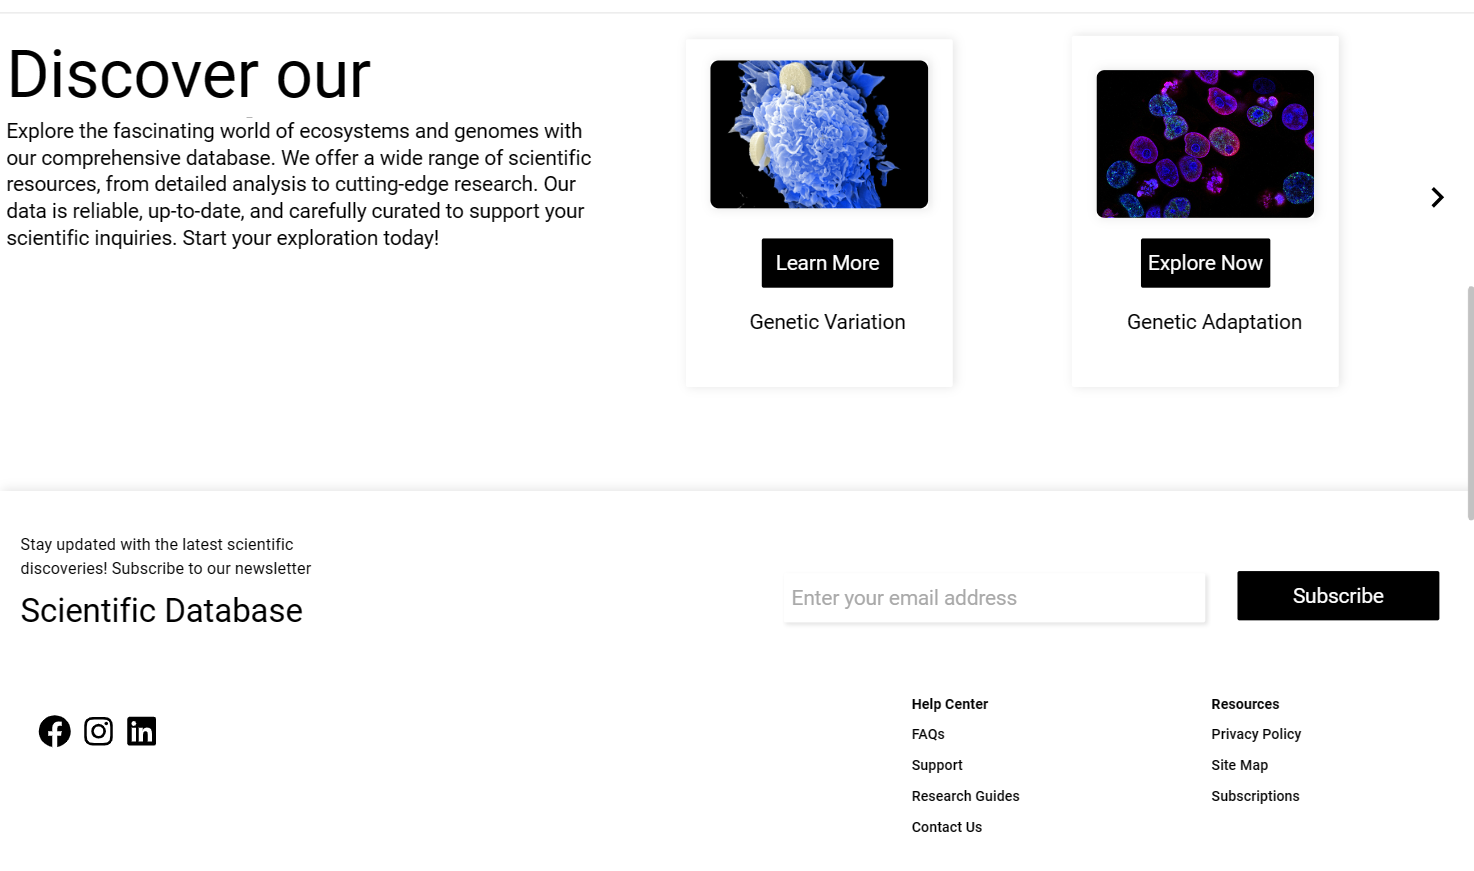 Discover our
Explore the fascinating world of ecosystems and genomes with
our comprehensive database. We offer a wide range of scientific
resources, from detailed analysis to cutting-edge research. Our
data is reliable, up-to-date, and carefully curated to support your
scientific inquiries. Start your exploration today!
Learn More
Genetic Variation
Explore Now
Genetic Adaptation
Stay updated with the latest scientific
discoveries! Subscribe to our newsletter
Scientific Database
Enter your email address
Subscribe
Help Center
FAQs
Support
Research Guides
Contact Us
Resources
Privacy Policy
Site Map
Subscriptions